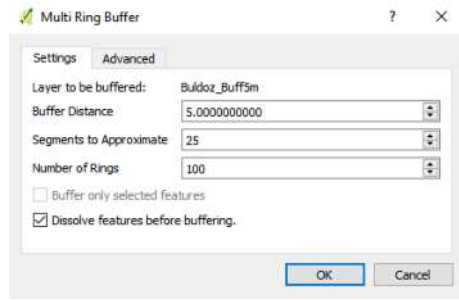 Multi Ring Buffer ? ×
Settings Advanced
Layer to be buffered: Buldoz_Buff5m
Buffer Distance 5.0000000000
Segments to Approximate 25
Number of Rings 100
Buffer only selected features
Dissolve features before buffering.
OK Cancel